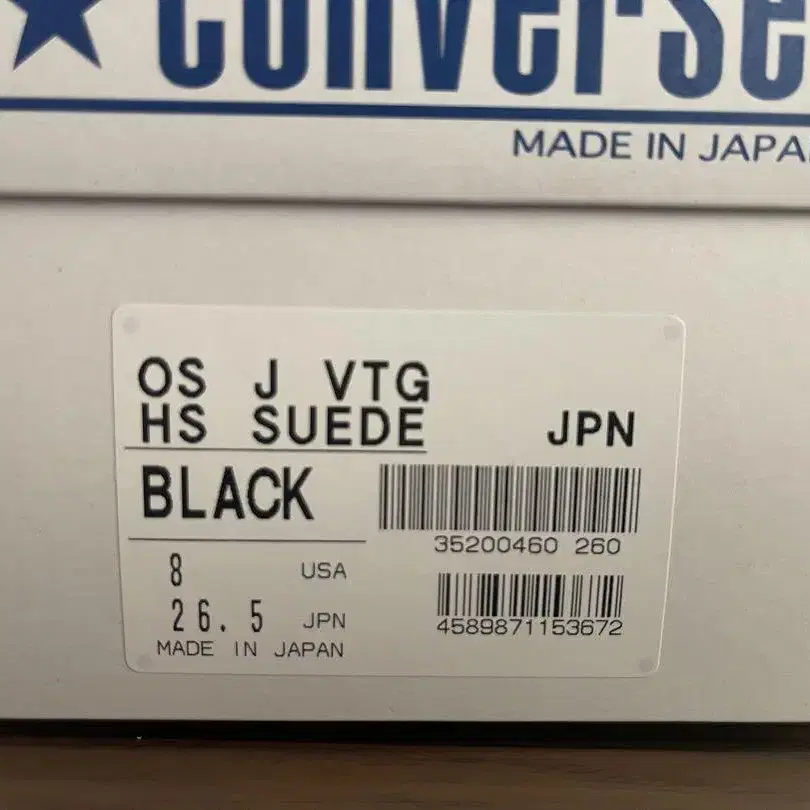 converse
MADE IN JAPA
OS J VTG
HS SUEDE
JPN
BLACK
35200460 260
8 USA
26.5 JPN
4589871153672
MADE IN JAPAN